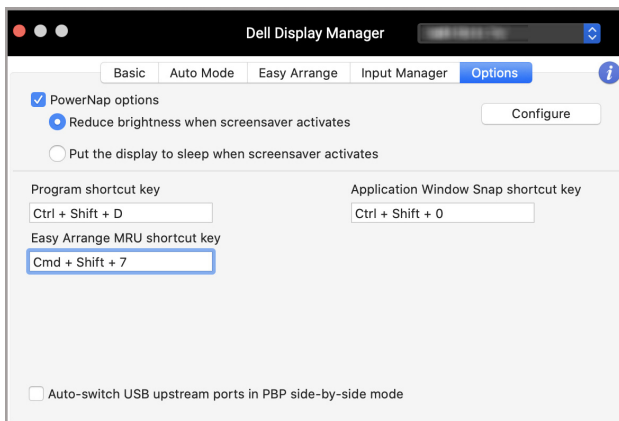 Dell Display Manager
Basic Auto Mode Easy Arrange Input Manager Options i
PowerNap options
Configure
Reduce brightness when screensaver activates
Put the display to sleep when screensaver activates
Program shortcut key Application Window Snap shortcut key
Ctrl + Shift + D Ctrl + Shift + 0
Easy Arrange MRU shortcut key
Cmd + Shift + 7
Auto-switch USB upstream ports in PBP side-by-side mode